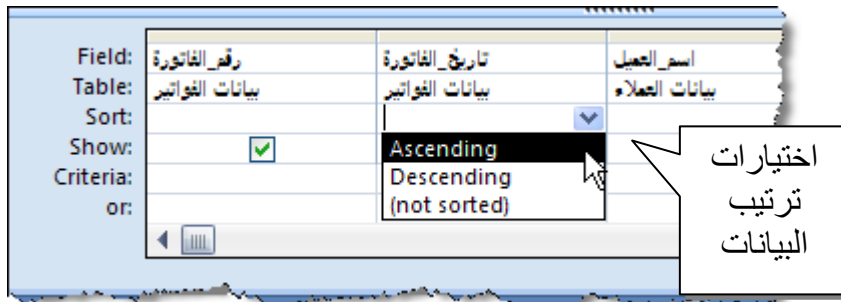 Field: رقم_الفاتورة تاريخ_الفاتورة اسم_العميل
Table: بيانات الفواتير بيانات الفواتير بيانات العملاء
Sort:
Show: Ascending
Criteria: Descending
or: (not sorted)
اختيارات
ترتيب
البيانات